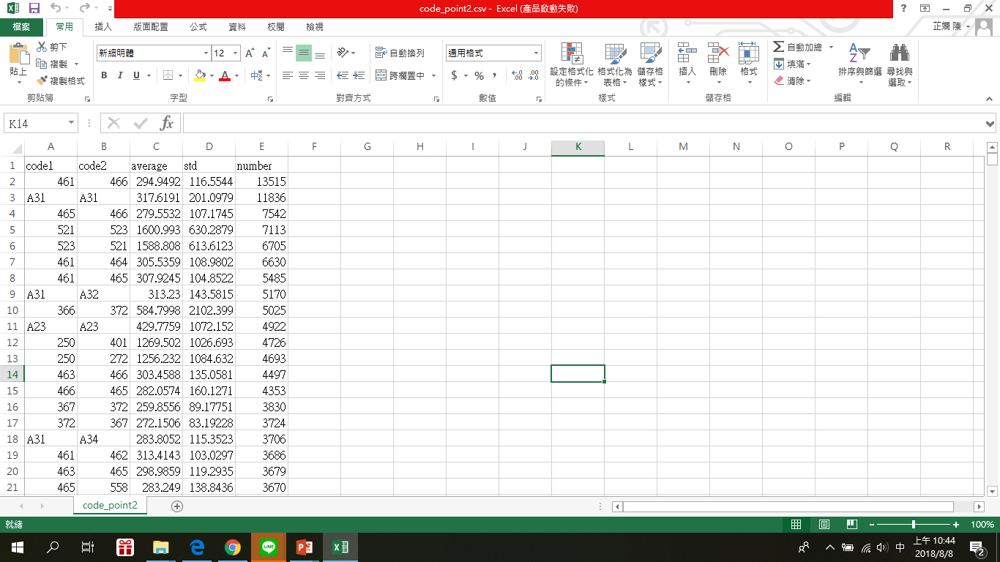 code_point2.csv - Excel (產品啟動失敗)
檔案 常用 插入 版面配置 公式 資料 校閱 檢視 芷嫻 陳
剪下
複製
複製格式
貼上
剪貼簿
新細明體 12
B I U
字型
自動換列
跨欄置中
對齊方式
通用格式
$ % ,
數值
設定格式化的條件 格式化為表格 儲存格樣式
樣式
插入 刪除 格式
儲存格
自動加總
填滿
清除
排序與篩選 尋找與選取
編輯
K14 fx
A B C D E F G H I J K L M N O P Q R
1 code1 code2 average std number
2 461 466 294.9492 116.5544 13515
3 A31 A31 317.6191 201.0979 11836
4 465 466 279.5532 107.1745 7542
5 521 523 1600.993 630.2879 7113
6 523 521 1588.808 613.6123 6705
7 461 464 305.5359 108.9802 6630
8 461 465 307.9245 104.8522 5485
9 A31 A32 313.23 143.5815 5170
10 366 372 584.7998 2102.399 5025
11 A23 A23 429.7759 1072.152 4922
12 250 401 1269.502 1026.693 4726
13 250 272 1256.232 1084.632 4693
14 463 466 303.4588 135.0581 4497
15 466 465 282.0574 160.1271 4353
16 367 372 259.8556 89.17751 3830
17 372 367 272.1506 83.19228 3724
18 A31 A34 283.8052 115.3523 3706
19 461 462 313.4143 103.0297 3686
20 463 465 298.9859 119.2935 3679
21 465 558 283.249 138.8436 3670
code_point2
就緒 100%
中 上午 10:44
2018/8/8
2